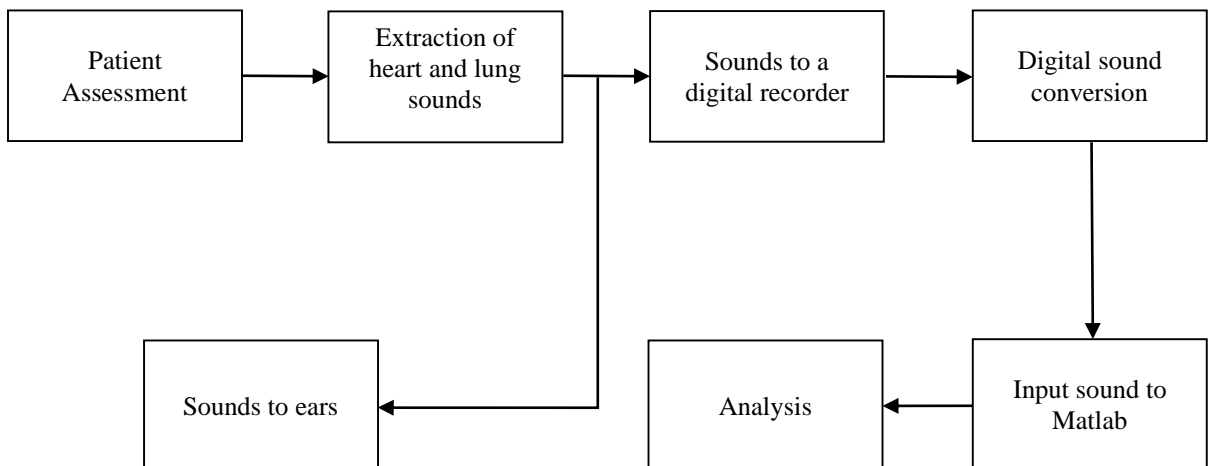 Patient
Assessment
Extraction of
heart and lung
sounds
Sounds to a
digital recorder
Digital sound
conversion
Sounds to ears
Analysis
Input sound to
Matlab